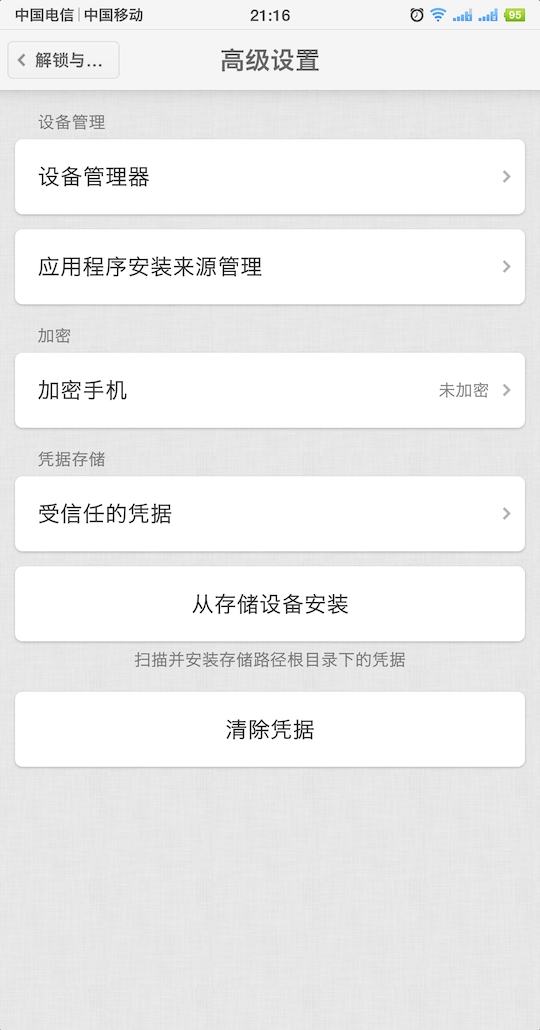 中国电信 | 中国移动 21:16 95
解锁与... 高级设置
设备管理
设备管理器
应用程序安装来源管理
加密
加密手机 未加密
凭据存储
受信任的凭据
从存储设备安装
扫描并安装存储路径根目录下的凭据
清除凭据